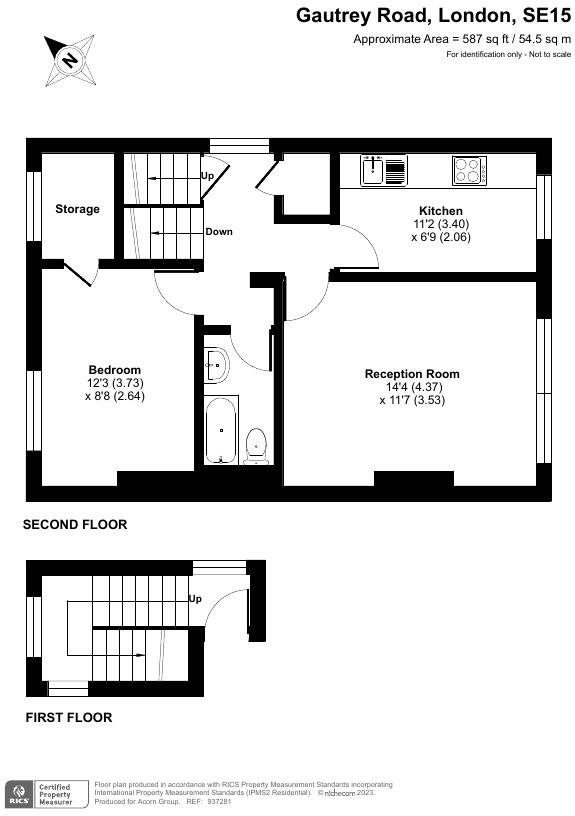 Gautrey Road, London, SE15
Approximate Area = 587 sq ft / 54.5 sq m
For identification only - Not to scale
N
Up
Storage
Down
Kitchen
11'2 (3.40)
x 6'9 (2.06)
Bedroom
12'3 (3.73)
x 8'8 (2.64)
Reception Room
14'4 (4.37)
x 11'7 (3.53)
SECOND FLOOR
Up
FIRST FLOOR
RICS
Certified
Property
Measurer
Floor plan produced in accordance with RICS Property Measurement Standards incorporating
International Property Measurement Standards (IPMS2 Residential). © nichecom 2023.
Produced for Acorn Group. REF: 937281